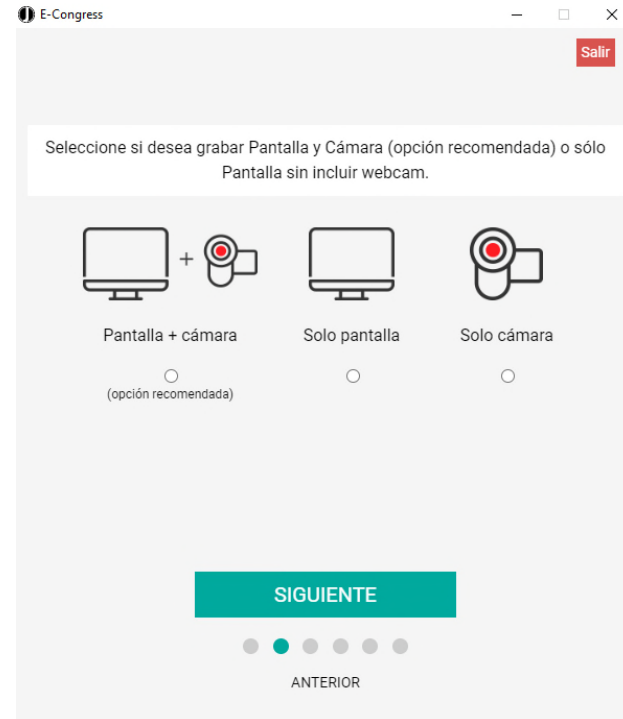 E-Congress
Salir
Seleccione si desea grabar Pantalla y Cámara (opción recomendada) o sólo
Pantalla sin incluir webcam.
+
Pantalla + cámara
Solo pantalla
Solo cámara
(opción recomendada)
SIGUIENTE
ANTERIOR